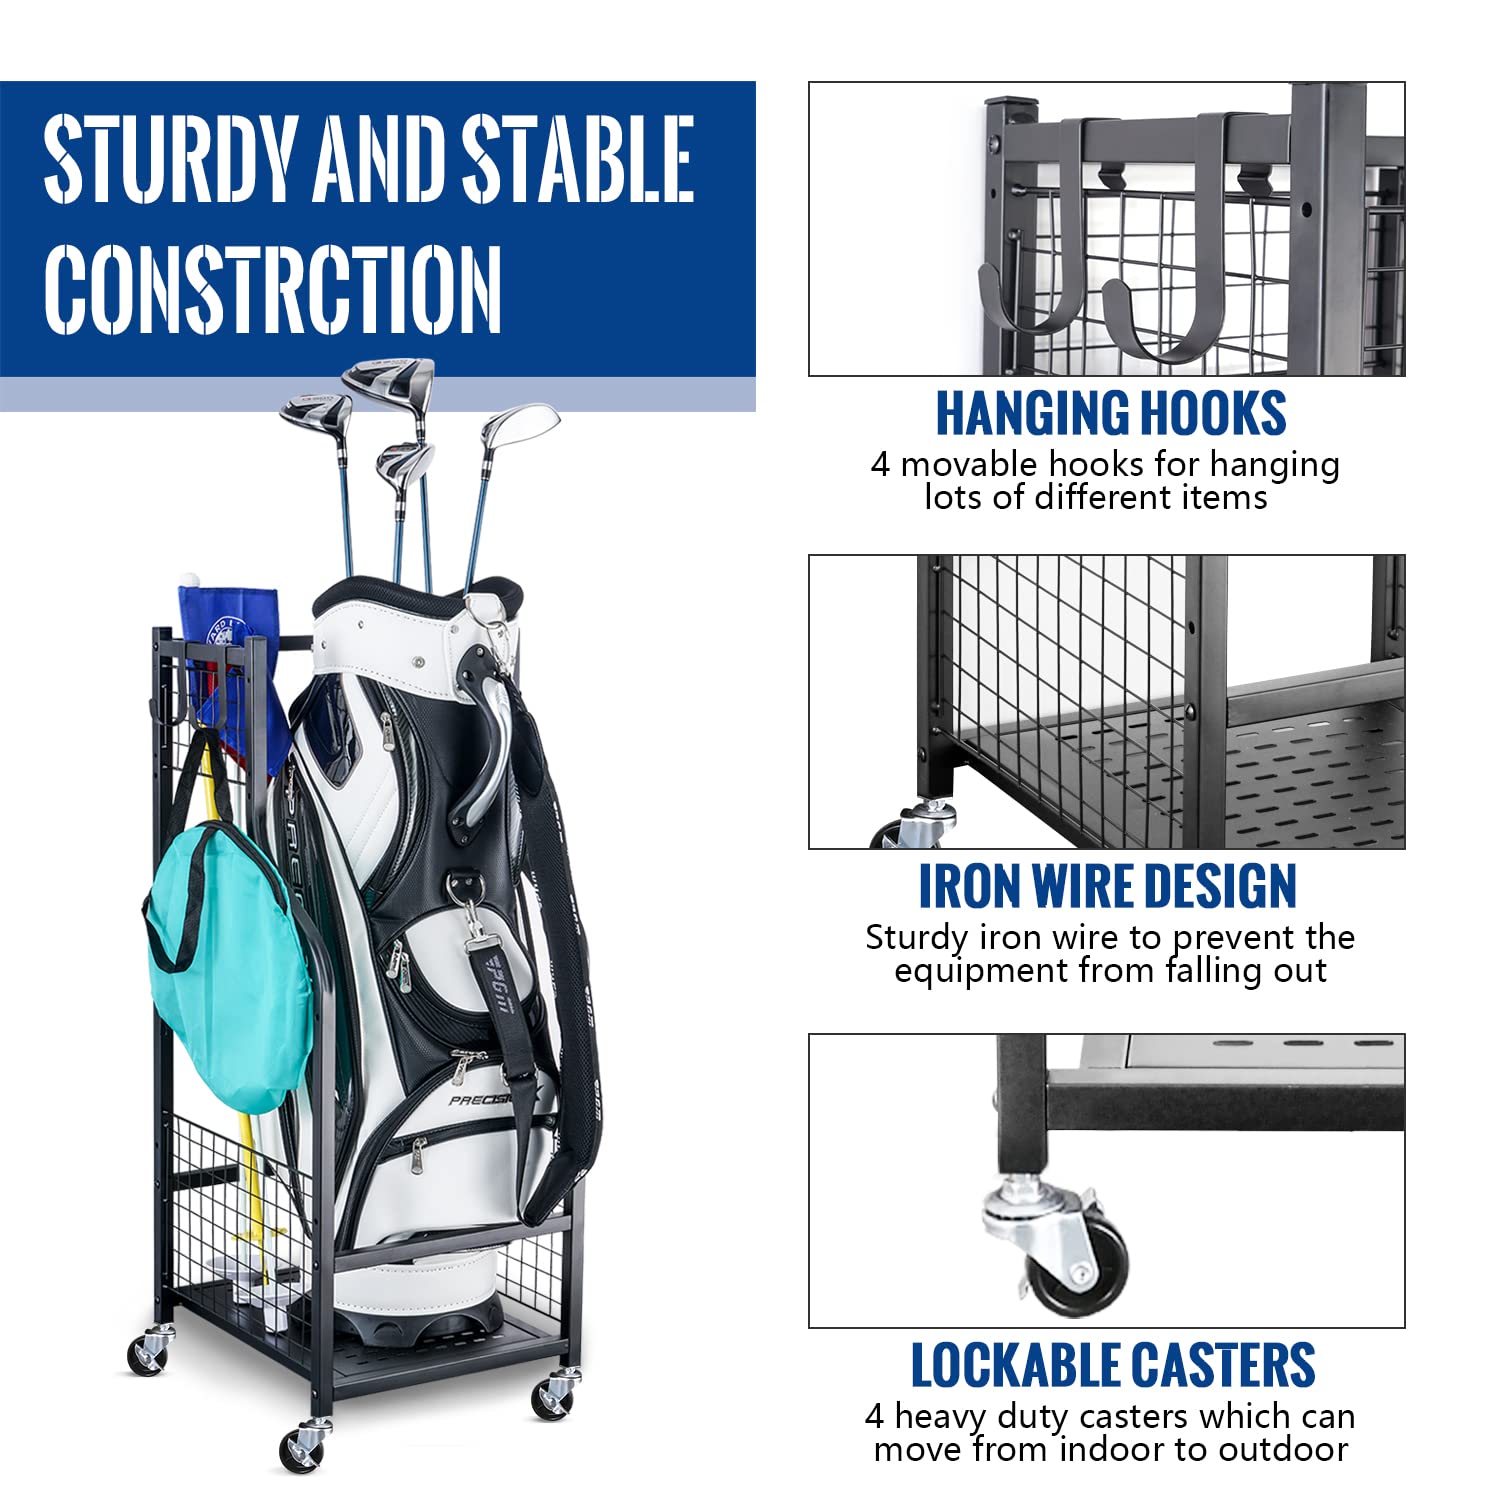 STURDY AND STABLE
CONSTRCTION
HANGING HOOKS
4 movable hooks for hanging
lots of different items
IRON WIRE DESIGN
Sturdy iron wire to prevent the
equipment from falling out
LOCKABLE CASTERS
4 heavy duty casters which can
move from indoor to outdoor
PGM